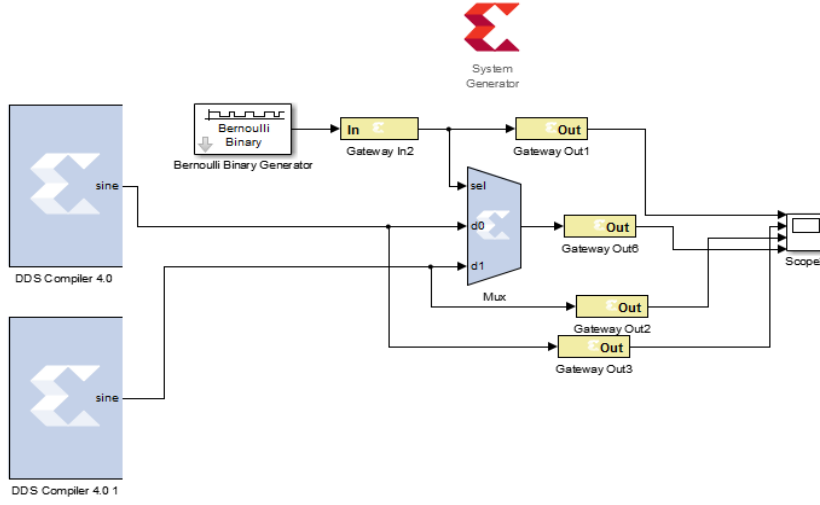 System
Generator
Bernoulli
Binary
Bernoulli Binary Generator
In
Gateway In2
Out
Gateway Out1
sine
DDS Compiler 4.0
sel
d0
d1
Mux
Out
Gateway Out6
Scope
Out
Gateway Out2
Out
Gateway Out3
sine
DDS Compiler 4.0 1